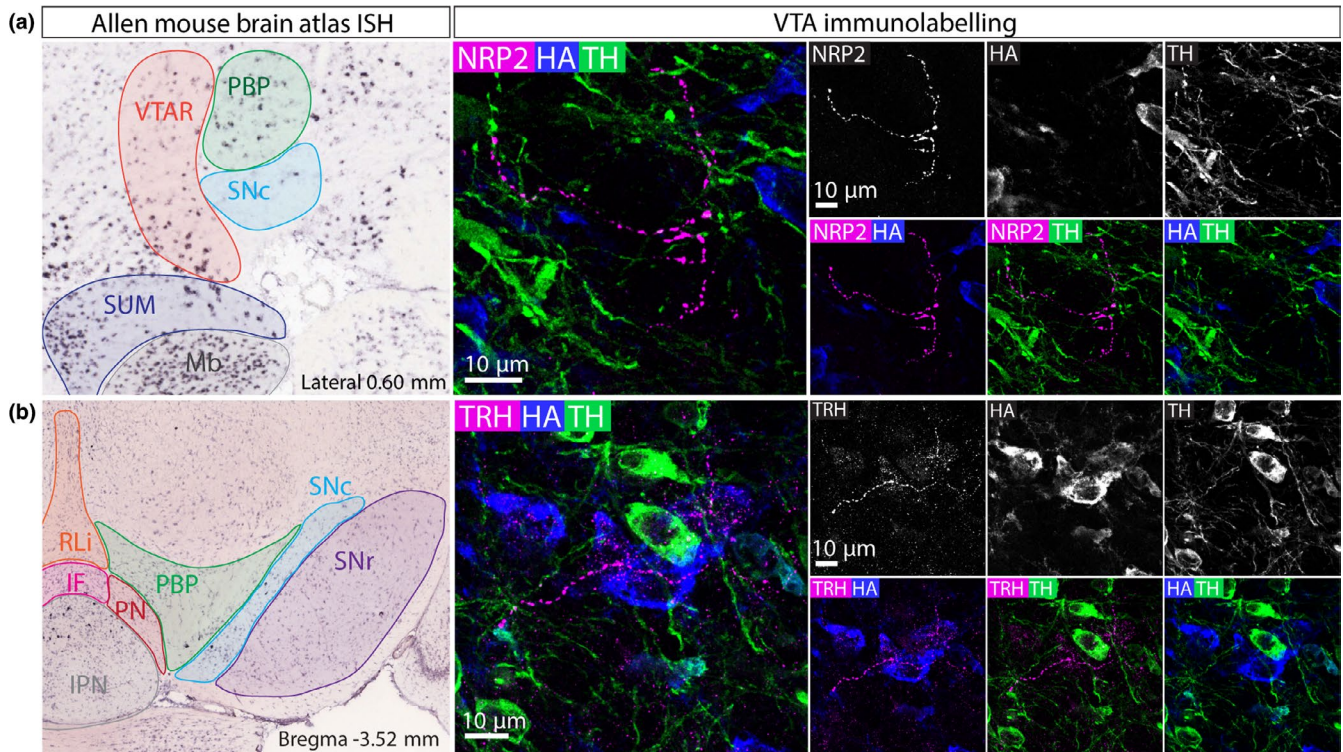 (a)
Allen mouse brain atlas ISH
VTA immunolabelling
VTAR
PBP
SNc
SUM
Mb
Lateral 0.60 mm
NRP2 HA TH
10 µm
NRP2
10 µm
HA
TH
NRP2 HA
NRP2 TH
HA TH
(b)
RLi
IF
PN
PBP
SNc
SNr
IPN
Bregma -3.52 mm
TRH HA TH
10 µm
TRH
10 µm
HA
TH
TRH HA
TRH TH
HA TH